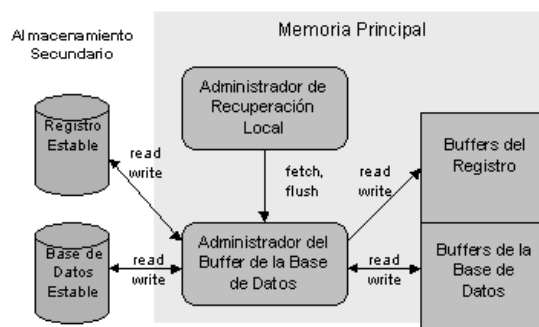 Almacenamiento
Secundario
Memoria Principal
Administrador de
Recuperación
Local
Registro
Estable
read
write
fetch,
flush
read
write
Buffers del
Registro
Base de
Datos
Estable
read
write
Administrador del
Buffer de la Base
de Datos
read
write
Buffers de la
Base de
Datos